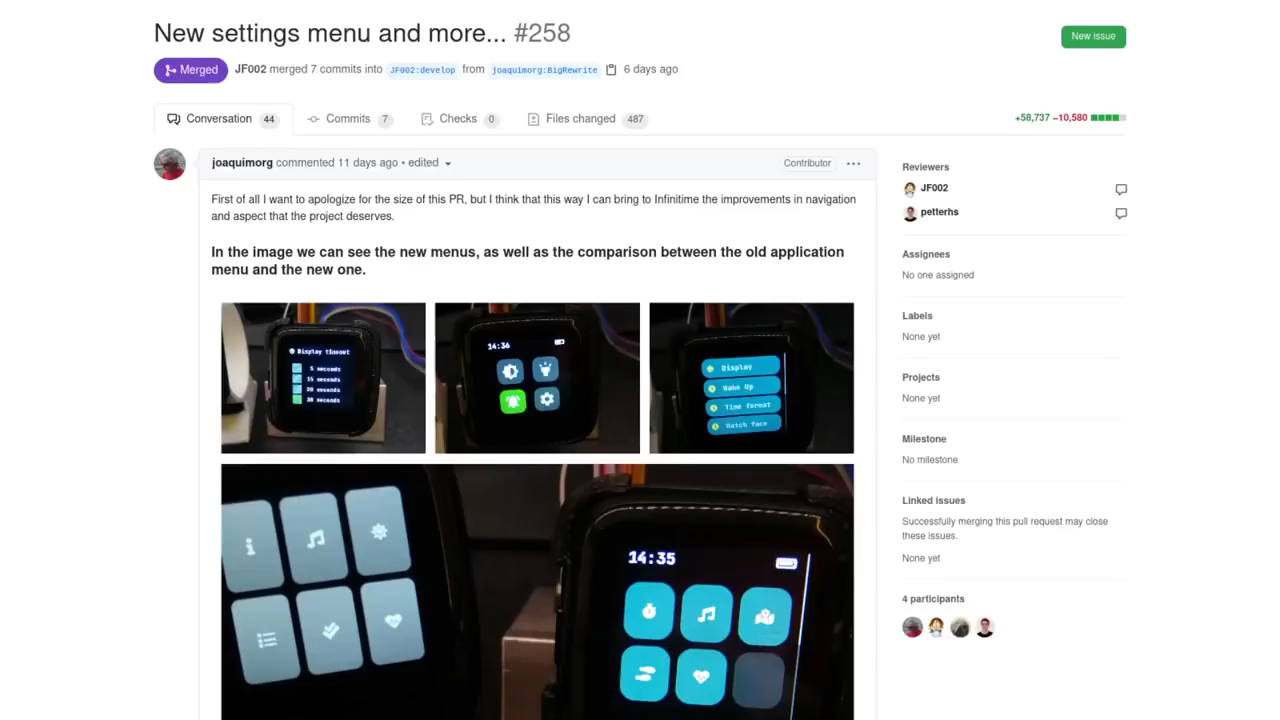 New settings menu and more... #258
New issue
Merged JF002 merged 7 commits into JF002:develop from joaquimorg:BigRewrite 6 days ago
Conversation 44 Commits 7 Checks 0 Files changed 487
+58,737 −10,580
joaquimorg commented 11 days ago • edited
Contributor
First of all I want to apologize for the size of this PR, but I think that this way I can bring to Infinitime the improvements in navigation
and aspect that the project deserves.
In the image we can see the new menus, as well as the comparison between the old application
menu and the new one.
Display timeout
5 seconds
15 seconds
20 seconds
30 seconds
14:36
Display
Wake Up
Time format
Watch face
14:35
Reviewers
JF002
petterhs
Assignees
No one assigned
Labels
None yet
Projects
None yet
Milestone
No milestone
Linked issues
Successfully merging this pull request may close
these issues.
None yet
4 participants